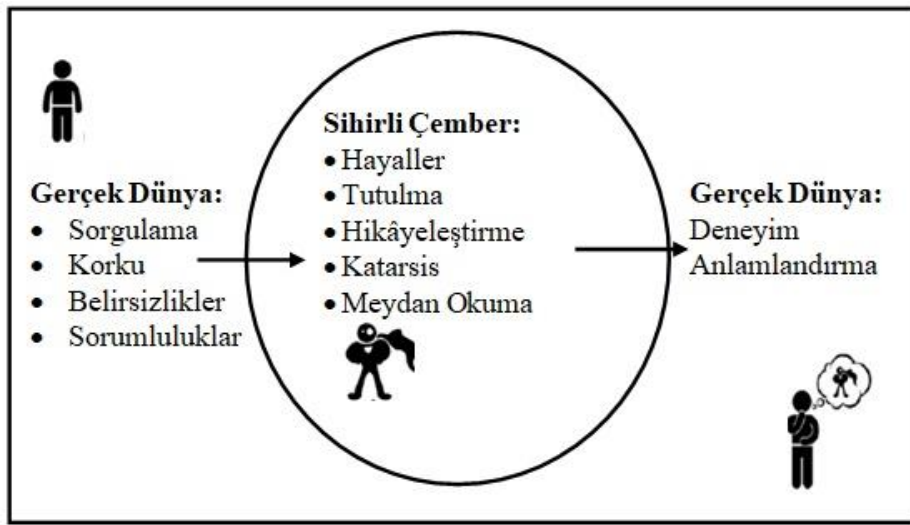 Gerçek Dünya:
• Sorgulama
• Korku
• Belirsizlikler
• Sorumluluklar
Sihirli Çember:
• Hayaller
• Tutulma
• Hikâyeleştirme
• Katarsis
• Meydan Okuma
Gerçek Dünya:
Deneyim
Anlamlandırma